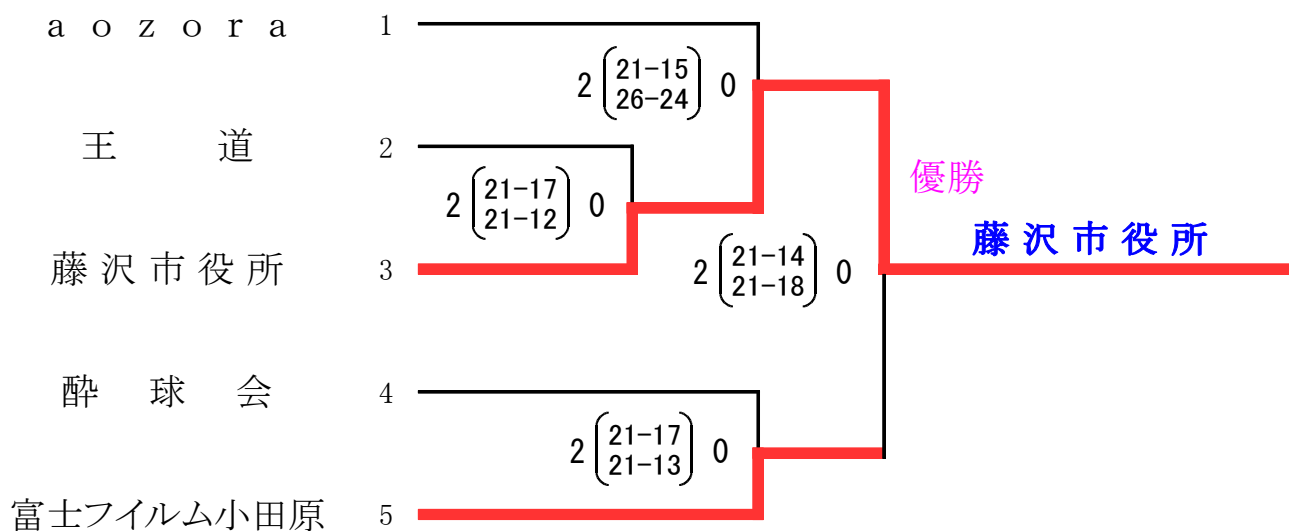 aozora 1
2 (21-15 26-24) 0
王道 2
2 (21-17 21-12) 0
優勝
藤沢市役所
藤沢市役所 3
2 (21-14 21-18) 0
酔球会 4
2 (21-17 21-13) 0
富士フイルム小田原 5